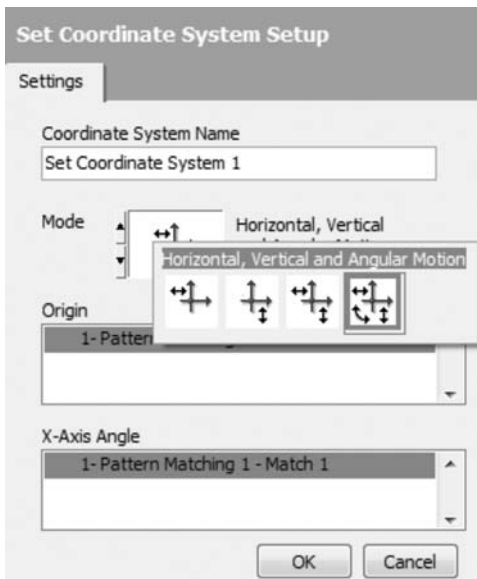 Set Coordinate System Setup
Settings
Coordinate System Name
Set Coordinate System 1
Mode
Horizontal, Vertical
Horizontal, Vertical and Angular Motion
Origin
1- Pattern
X-Axis Angle
1- Pattern Matching 1 - Match 1
OK Cancel